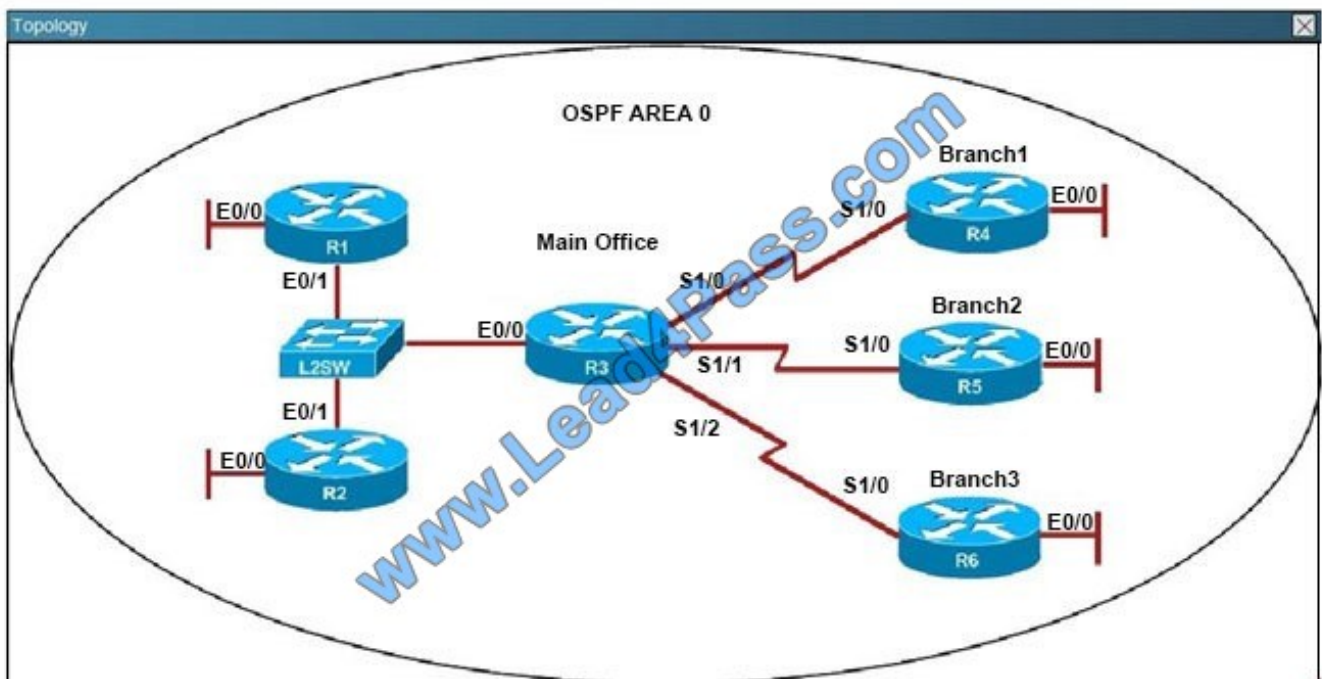 Topology
OSPF AREA 0
Branch1
E0/0
R1
S1/0
R4
E0/0
Main Office
E0/1
S1/0
Branch2
L2SW
E0/0
R3
S1/1
S1/0
R5
E0/0
E0/1
S1/2
E0/0
R2
S1/0
Branch3
R6
E0/0
www.Lead4Pass.com